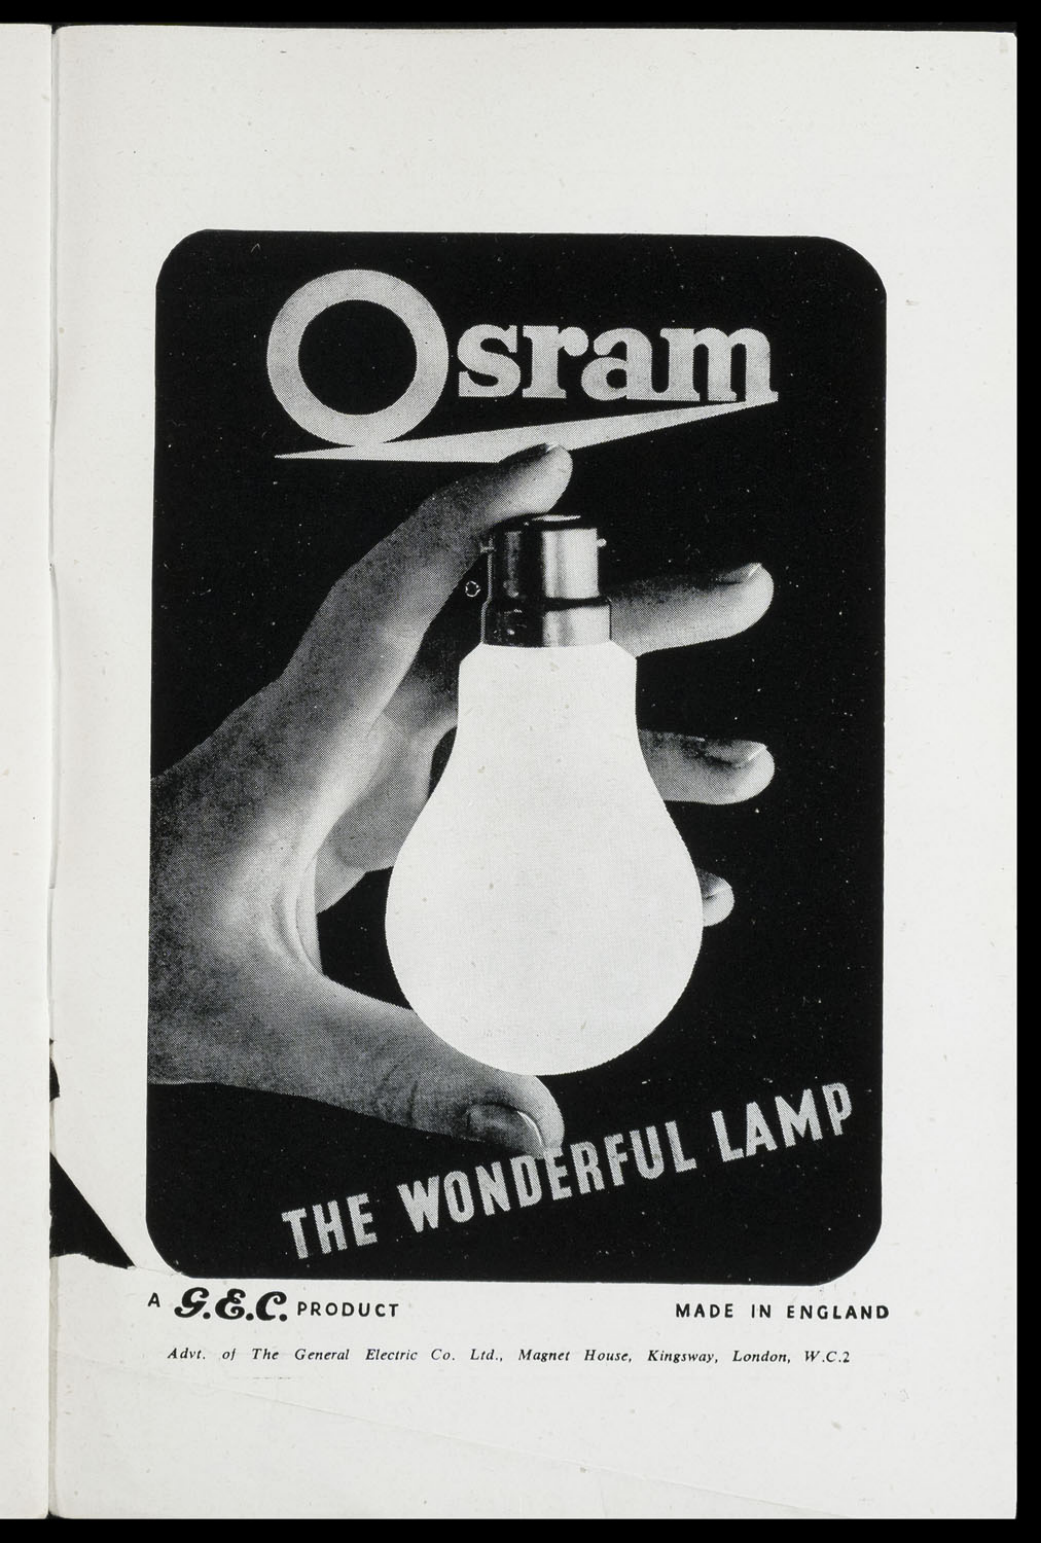 Osram
THE WONDERFUL LAMP
A G.E.C. PRODUCT MADE IN ENGLAND
Advt. of The General Electric Co. Ltd., Magnet House, Kingsway, London, W.C.2